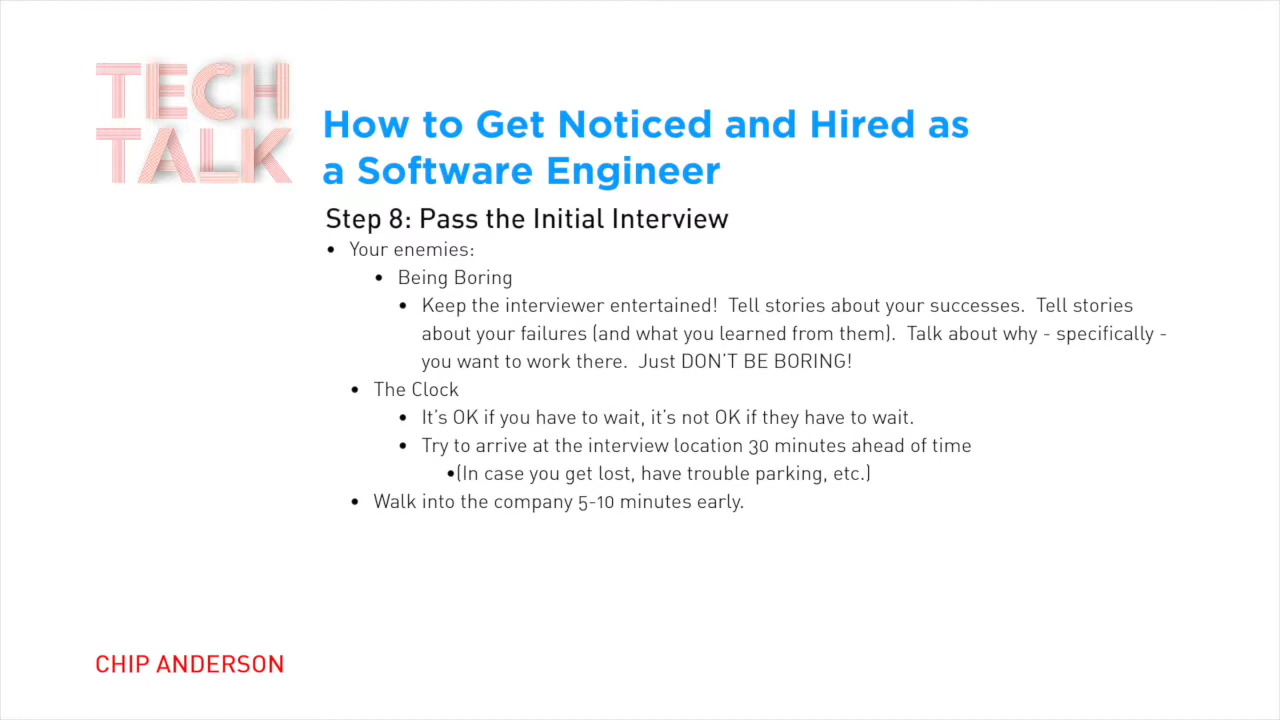 TECH
TALK
How to Get Noticed and Hired as
a Software Engineer
Step 8: Pass the Initial Interview
• Your enemies:
• Being Boring
• Keep the interviewer entertained!  Tell stories about your successes.  Tell stories
about your failures (and what you learned from them).  Talk about why - specifically -
you want to work there.  Just DON'T BE BORING!
• The Clock
• It's OK if you have to wait, it's not OK if they have to wait.
• Try to arrive at the interview location 30 minutes ahead of time
•(In case you get lost, have trouble parking, etc.)
• Walk into the company 5-10 minutes early.
CHIP ANDERSON